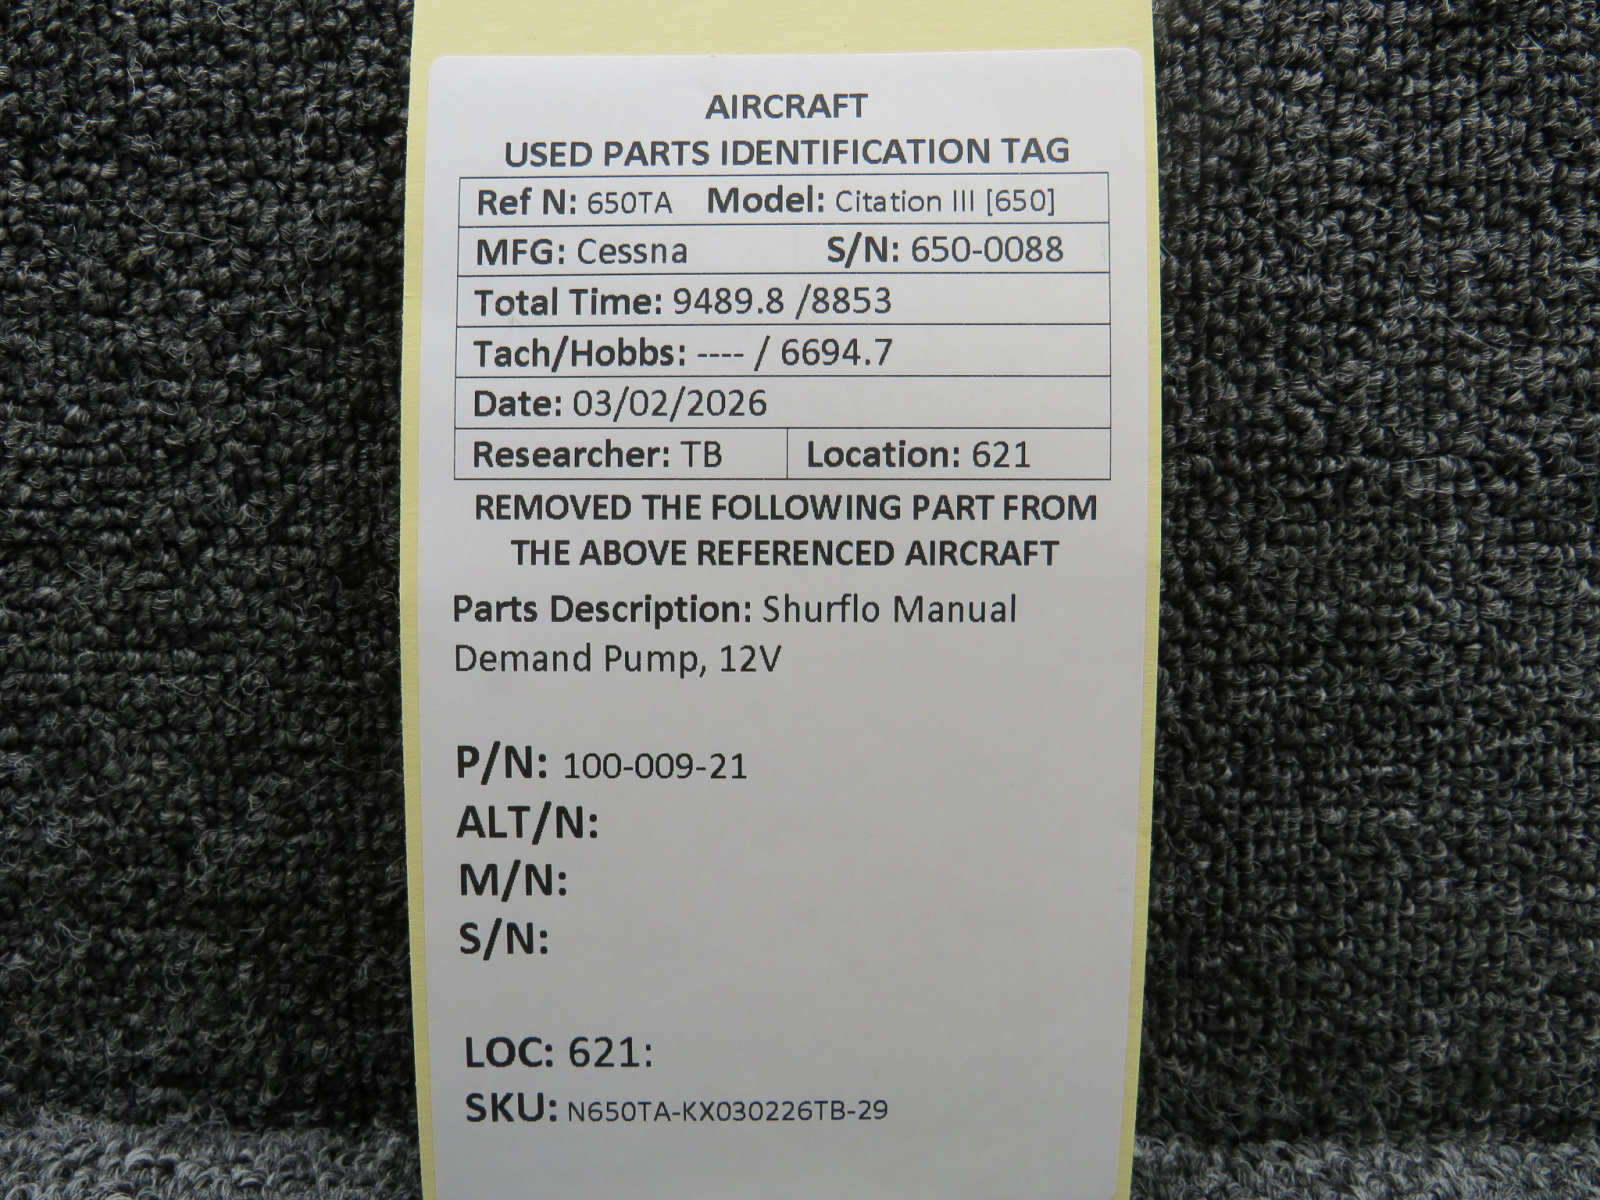 AIRCRAFT
USED PARTS IDENTIFICATION TAG
Ref N: 650TA Model: Citation III [650]
MFG: Cessna S/N: 650-0088
Total Time: 9489.8 /8853
Tach/Hobbs: ---- / 6694.7
Date: 03/02/2026
Researcher: TB Location: 621
REMOVED THE FOLLOWING PART FROM
THE ABOVE REFERENCED AIRCRAFT
Parts Description: Shurflo Manual
Demand Pump, 12V
P/N: 100-009-21
ALT/N:
M/N:
S/N:
LOC: 621:
SKU: N650TA-KX030226TB-29